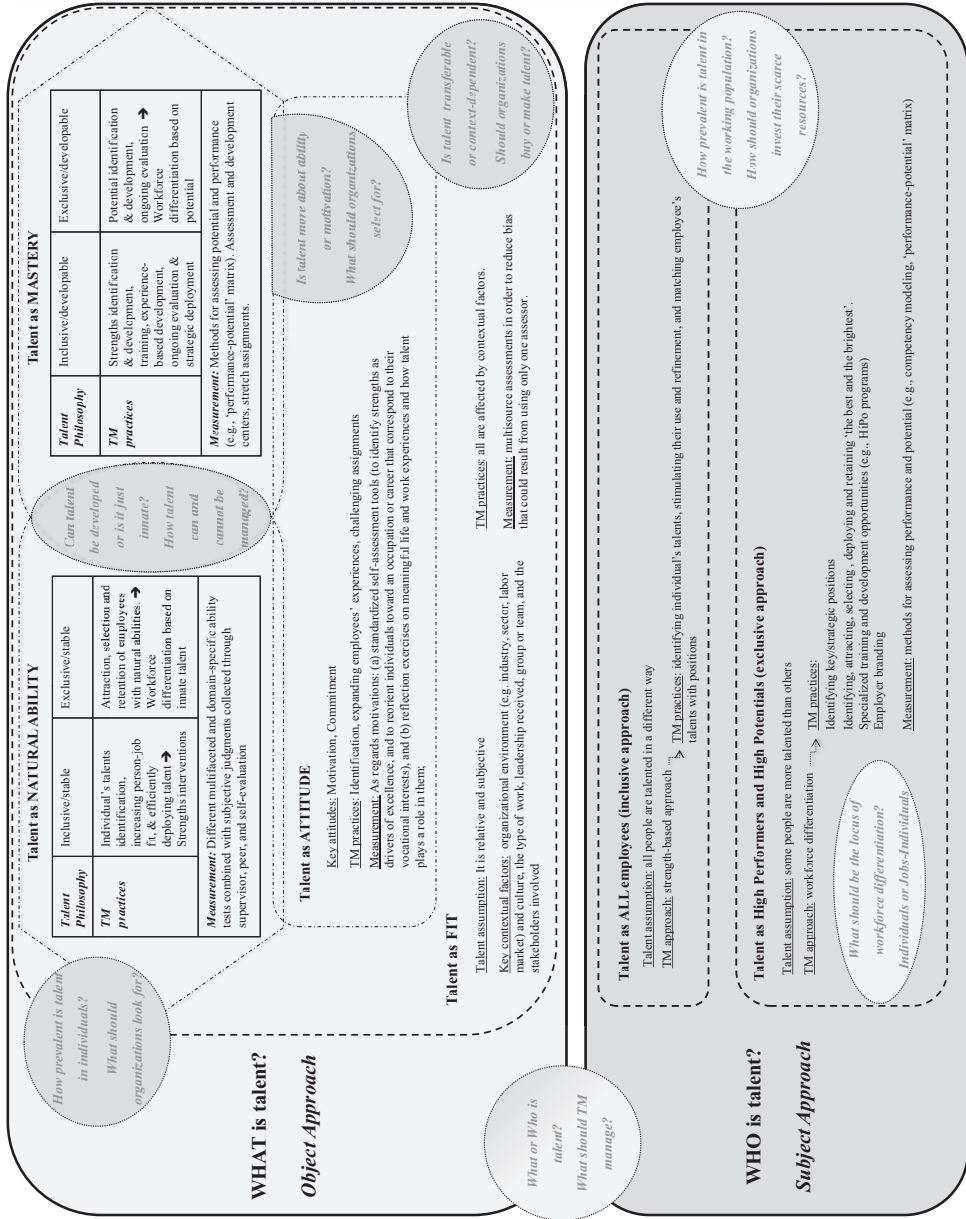 WHAT is talent?
Object Approach
How prevalent is talent
in individuals?
What should
organizations look for?
Talent as NATURAL ABILITY
Talent
Philosophy
Inclusive/stable
Exclusive/stable
TM
practices
Individual's talents
identification,
increasing person-job
fit, & efficiently
deploying talent ➔
Strengths interventions
Attraction, selection and
retention of employees
with natural abilities. ➔
Workforce
differentiation based on
innate talent
Measurement: Different multifaceted and domain-specific ability
tests combined with subjective judgments collected through
supervisor, peer, and self-evaluation
Can talent
be developed
or is it just
innate?
How talent
can and
cannot be
managed?
Talent as MASTERY
Talent
Philosophy
Inclusive/developable
Exclusive/developable
TM
practices
Strengths identification
& development,
training, experience-
based development,
ongoing evaluation &
strategic deployment
Potential identification
& development,
ongoing evaluation ➔
Workforce
differentiation based on
potential
Measurement: Methods for assessing potential and performance
(e.g., 'performance-potential' matrix). Assessment and development
centers, stretch assignments.
Talent as ATTITUDE
Key attitudes: Motivation, Commitment
TM practices: Identification, expanding employees' experiences, challenging assignments
Measurement: As regards motivations: (a) standardized self-assessment tools (to identify strengths as
drivers of excellence, and to reorient individuals toward an occupation or career that correspond to their
vocational interests), and (b) reflection exercises on meaningful life and work experiences and how talent
plays a role in them;
Is talent more about ability
or motivation?
What should organizations
select for?
Talent as FIT
Talent assumption: It is relative and subjective
Key contextual factors: organizational environment (e.g. industry, sector, labor
market) and culture, the type of work, leadership received, group or team, and the
stakeholders involved
TM practices: all are affected by contextual factors.
Measurement: multisource assessments in order to reduce bias
that could result from using only one assessor.
Is talent transferable
or context-dependent?
Should organizations
buy or make talent?
What or Who is
talent?
What should TM
manage?
WHO is talent?
Subject Approach
Talent as ALL employees (inclusive approach)
Talent assumption: all people are talented in a different way
TM approach: strength-based approach
TM practices: identifying individual's talents, stimulating their use and refinement, and matching employee's
talents with positions
How prevalent is talent in
the working population?
How should organizations
invest their scarce
resources?
Talent as High Performers and High Potentials (exclusive approach)
Talent assumption: some people are more talented than others
TM approach: workforce differentiation
TM practices:
Identifying key/strategic positions
Identifying, attracting, selecting, deploying and retaining 'the best and the brightest'.
Specialized training and development opportunities (e.g., HiPo programs)
Employer branding
Measurement: methods for assessing performance and potential (e.g., competency modeling, 'performance-potential' matrix)
What should be the locus of
workforce differentiation?
Individuals or Jobs-Individuals